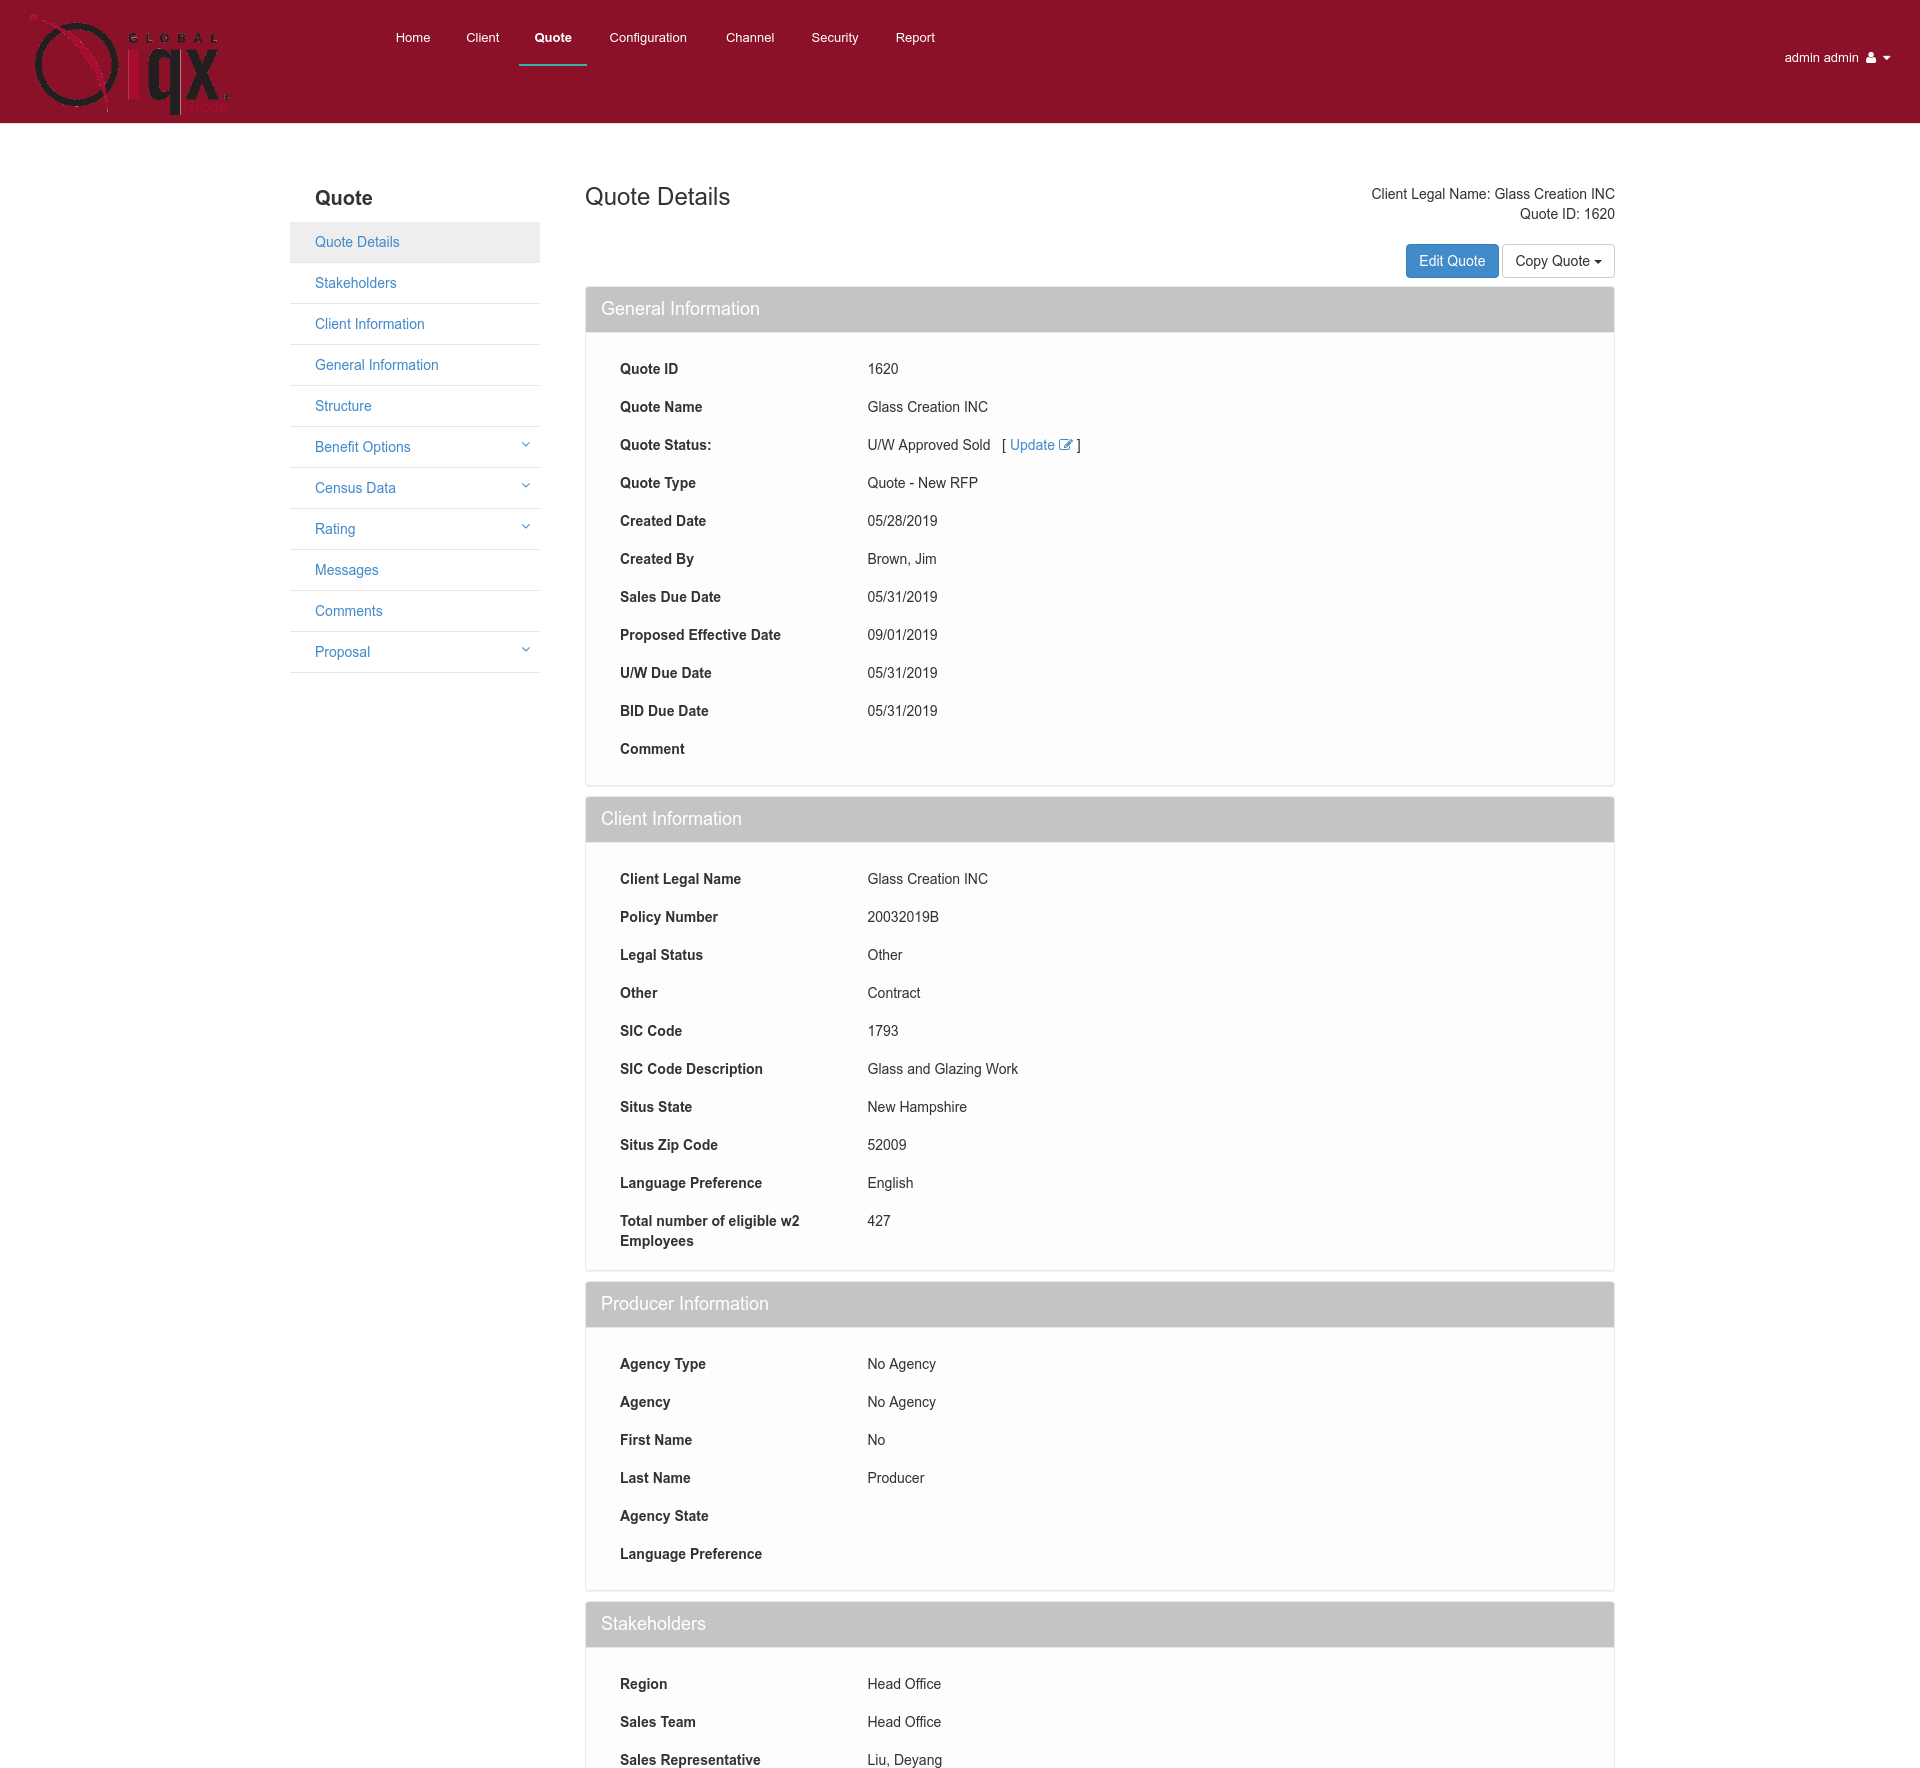 GLOBAL
iqx
Home Client Quote Configuration Channel Security Report
admin admin
Quote
Quote Details
Stakeholders
Client Information
General Information
Structure
Benefit Options
Census Data
Rating
Messages
Comments
Proposal
Quote Details
Client Legal Name: Glass Creation INC
Quote ID: 1620
Edit Quote Copy Quote
General Information
Quote ID 1620
Quote Name Glass Creation INC
Quote Status: U/W Approved Sold [ Update ]
Quote Type Quote - New RFP
Created Date 05/28/2019
Created By Brown, Jim
Sales Due Date 05/31/2019
Proposed Effective Date 09/01/2019
U/W Due Date 05/31/2019
BID Due Date 05/31/2019
Comment
Client Information
Client Legal Name Glass Creation INC
Policy Number 20032019B
Legal Status Other
Other Contract
SIC Code 1793
SIC Code Description Glass and Glazing Work
Situs State New Hampshire
Situs Zip Code 52009
Language Preference English
Total number of eligible w2 427
Employees
Producer Information
Agency Type No Agency
Agency No Agency
First Name No
Last Name Producer
Agency State
Language Preference
Stakeholders
Region Head Office
Sales Team Head Office
Sales Representative Liu, Deyang